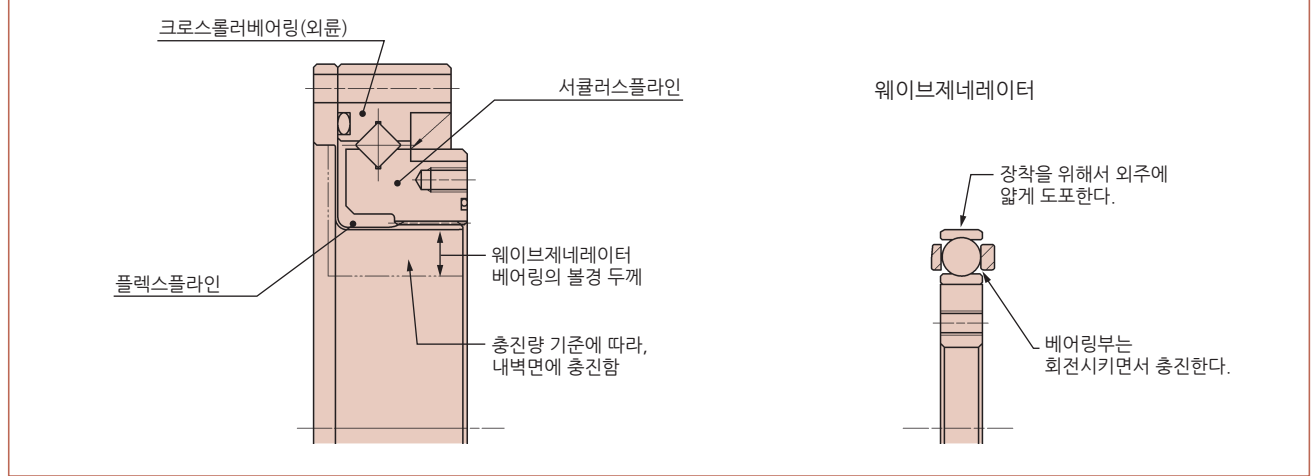 크로스롤러베어링(외륜)
서큘러스플라인
웨이브제네레이터
장착을 위해서 외주에
얇게 도포한다.
웨이브제네레이터
베어링의 볼경 두께
플렉스플라인
충진량 기준에 따라,
내벽면에 충진함
베어링부는
회전시키면서 충진한다.